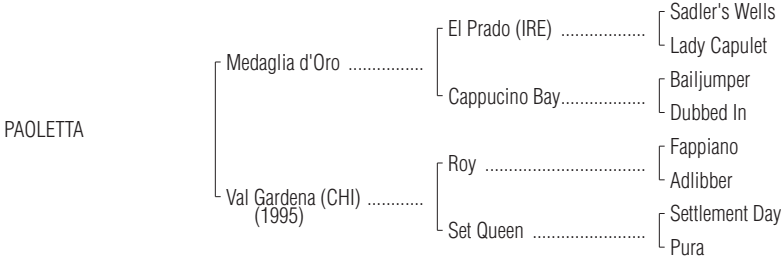 Sadler's Wells
El Prado (IRE) ..................
Lady Capulet
Medaglia d'Oro ................
Bailjumper
Cappucino Bay..................
Dubbed In
PAOLETTA
Fappiano
Roy ..................................
Adlibber
Val Gardena (CHI) ............
(1995)
Settlement Day
Set Queen ........................
Pura